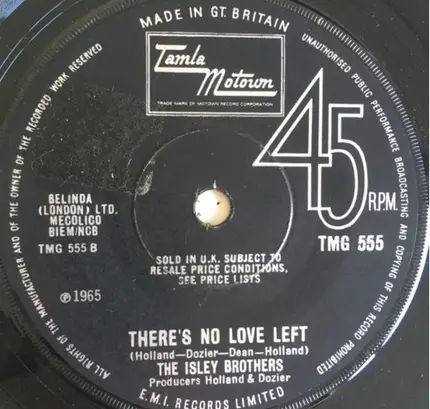 MADE IN GT. BRITAIN
UNAUTHORISED PUBLIC PERFORMANCE BROADCASTING AND COPYING OF THIS RECORD PROHIBITED
ALL RIGHTS OF THE MANUFACTURER AND OF THE OWNER OF THE RECORDED WORK RESERVED
Tamla
Motown
TRADE MARK OF MOTOWN RECORD CORPORATION
45
R.P.M.
BELINDA
(LONDON) LTD.
MECOLICO
BIEM/NCB
TMG 555 B
TMG 555
SOLD IN U.K. SUBJECT TO
RESALE PRICE CONDITIONS,
SEE PRICE LISTS
℗1965
THERE'S NO LOVE LEFT
(Holland—Dozier—Dean—Holland)
THE ISLEY BROTHERS
Producers Holland & Dozier
E.M.I. RECORDS LIMITED